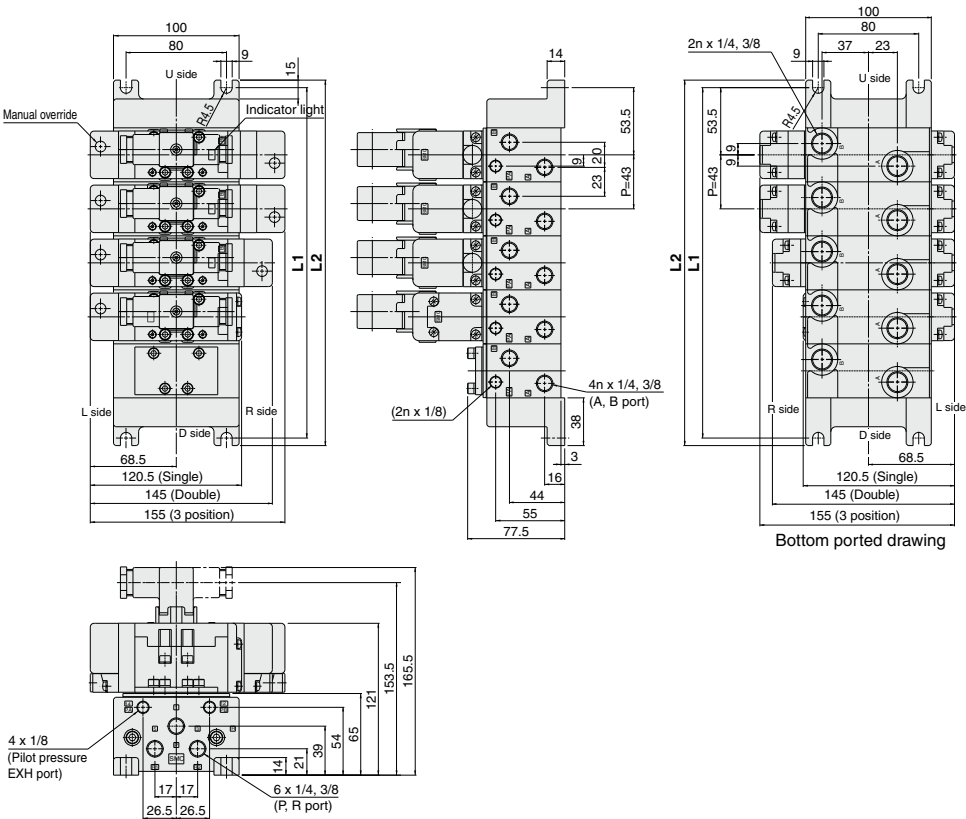 100
80
9
15
U side
Manual override
R4.5
Indicator light
L1
L2
L side
R side
D side
68.5
120.5 (Single)
145 (Double)
155 (3 position)
14
53.5
20
9
23
P=43
(2n x 1/8)
4n x 1/4, 3/8
(A, B port)
38
3
16
44
55
77.5
100
80
2n x 1/4, 3/8
9
37
23
U side
R4.5
53.5
9
9
P=43
L2
L1
B
A
B
A
B
A
B
A
B
A
R side
L side
D side
68.5
120.5 (Single)
145 (Double)
155 (3 position)
Bottom ported drawing
4 x 1/8
(Pilot pressure
EXH port)
SMC
14
21
39
54
65
121
153.5
165.5
17
17
26.5
26.5
6 x 1/4, 3/8
(P, R port)